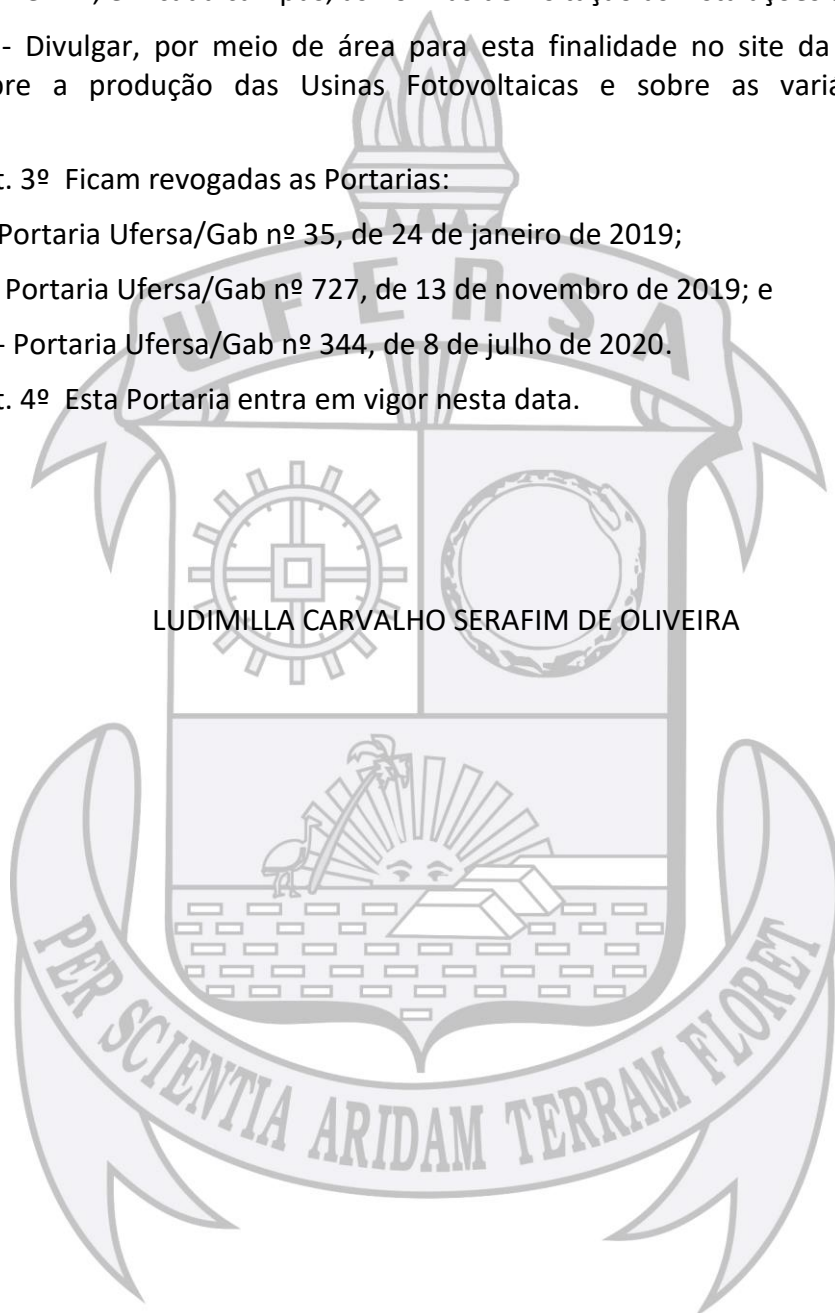 - Divulgar, por meio de área para esta finalidade no site da
a produção das Usinas Fotovoltaicas e sobre as
3º Ficam revogadas as Portarias:
Portaria Ufersa/Gab nº 35, de 24 de janeiro de 2019;
Portaria Ufersa/Gab nº 727, de 13 de novembro de 2019; e
- Portaria Ufersa/Gab nº 344, de 8 de julho de 2020.
4º Esta Portaria entra em vigor nesta data.
UFERSA
LUDIMILLA CARVALHO SERAFIM DE OLIVEIRA
PER SCIENTIA ARIDAM TERRAM FLORET